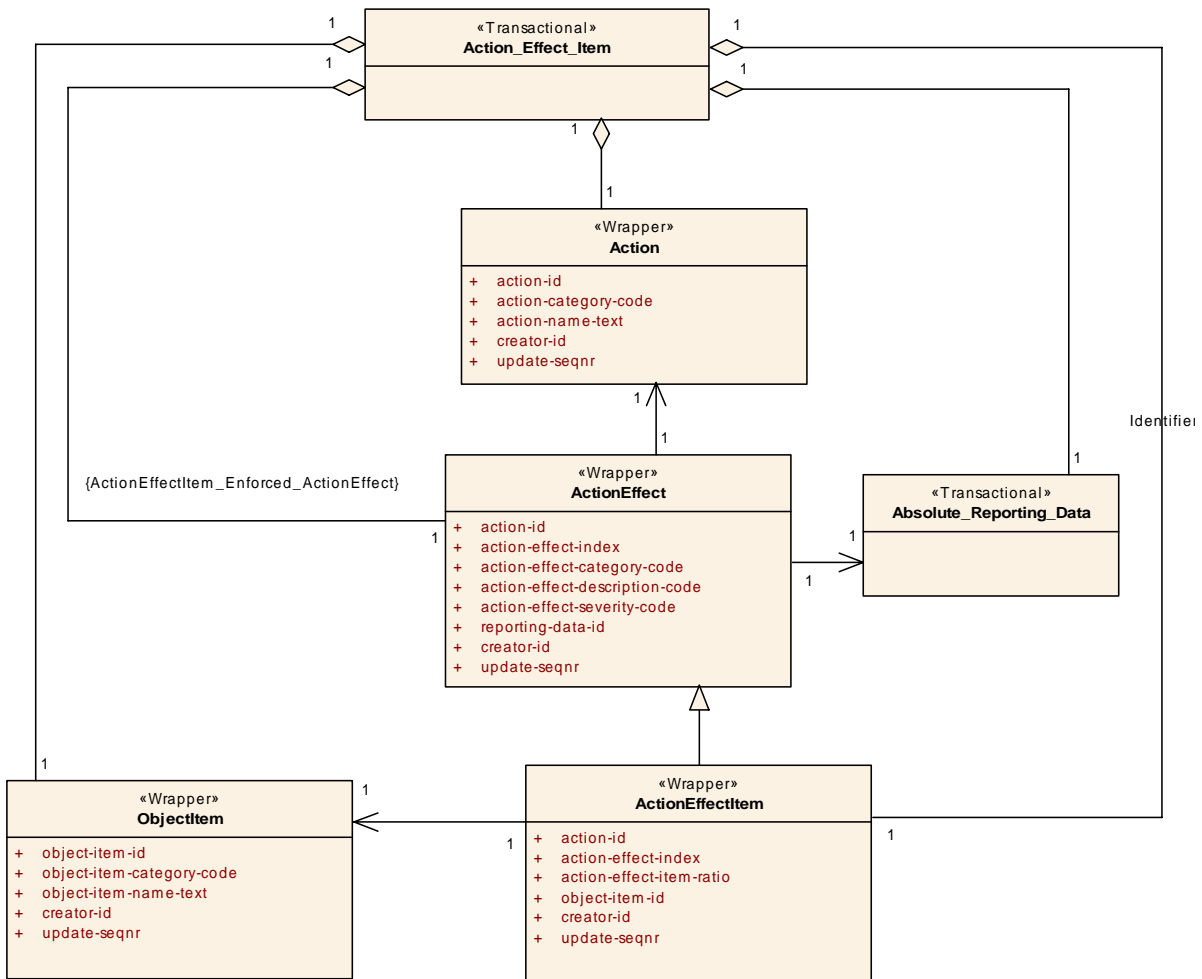 1
1
«Transactional»
Action_Effect_Item
1
1
1
1
«Wrapper»
Action
+ action-id
+ action-category-code
+ action-name-text
+ creator-id
+ update-seqnr
1
1
Identifier
{ActionEffectItem_Enforced_ActionEffect}
1
«Wrapper»
ActionEffect
+ action-id
+ action-effect-index
+ action-effect-category-code
+ action-effect-description-code
+ action-effect-severity-code
+ reporting-data-id
+ creator-id
+ update-seqnr
1
1
1
«Transactional»
Absolute_Reporting_Data
1
«Wrapper»
ObjectItem
+ object-item-id
+ object-item-category-code
+ object-item-name-text
+ creator-id
+ update-seqnr
1
1
«Wrapper»
ActionEffectItem
+ action-id
+ action-effect-index
+ action-effect-item-ratio
+ object-item-id
+ creator-id
+ update-seqnr
1